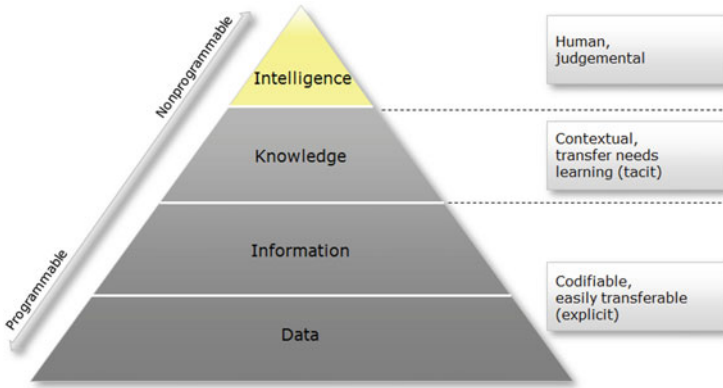 Nonprogrammable
Programmable
Intelligence
Knowledge
Information
Data
Human,
judgemental
Contextual,
transfer needs
learning (tacit)
Codifiable,
easily transferable
(explicit)